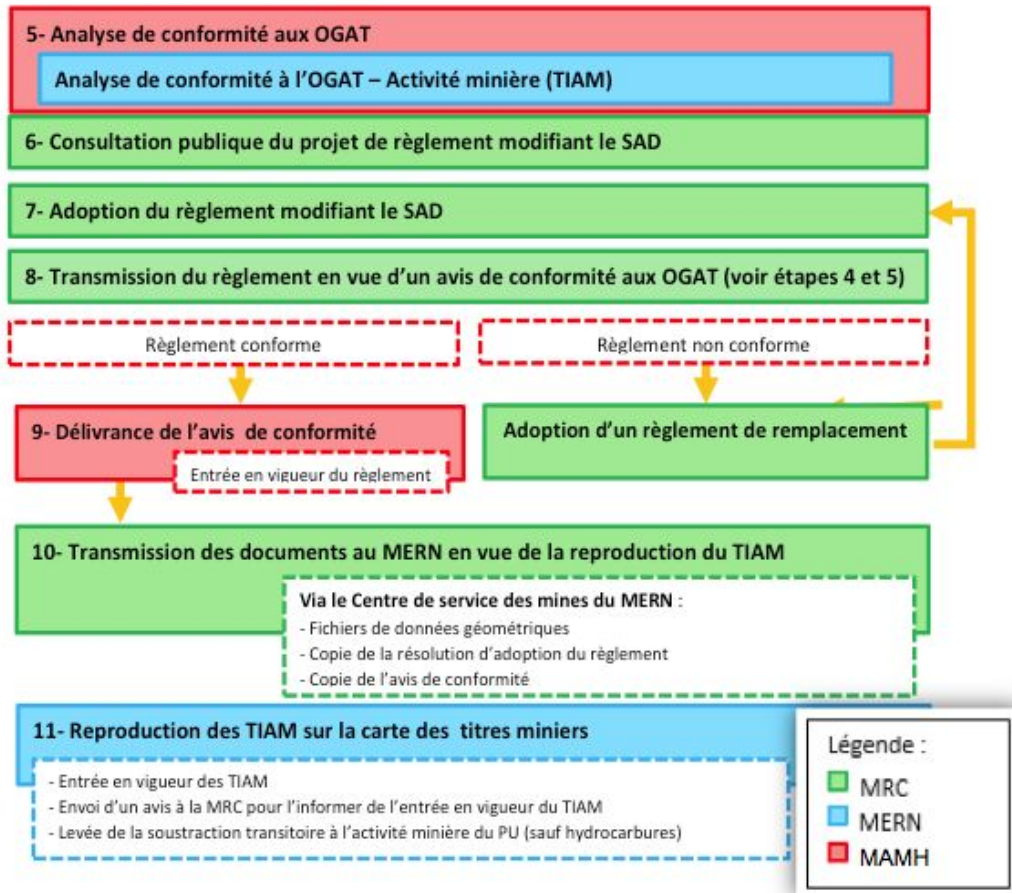 5- Analyse de conformité aux OGAT
Analyse de conformité à l’OGAT – Activité minière (TIAM)
6- Consultation publique du projet de règlement modifiant le SAD
7- Adoption du règlement modifiant le SAD
8- Transmission du règlement en vue d’un avis de conformité aux OGAT (voir étapes 4 et 5)
Règlement conforme
Règlement non conforme
9- Délivrance de l’avis de conformité
Entrée en vigueur du règlement
Adoption d’un règlement de remplacement
10- Transmission des documents au MERN en vue de la reproduction du TIAM
Via le Centre de service des mines du MERN :
- Fichiers de données géométriques
- Copie de la résolution d’adoption du règlement
- Copie de l’avis de conformité
11- Reproduction des TIAM sur la carte des titres miniers
- Entrée en vigueur des TIAM
- Envoi d’un avis à la MRC pour l’informer de l’entrée en vigueur du TIAM
- Levée de la soustraction transitoire à l’activité minière du PU (sauf hydrocarbures)
Légende :
MRC
MERN
MAMH